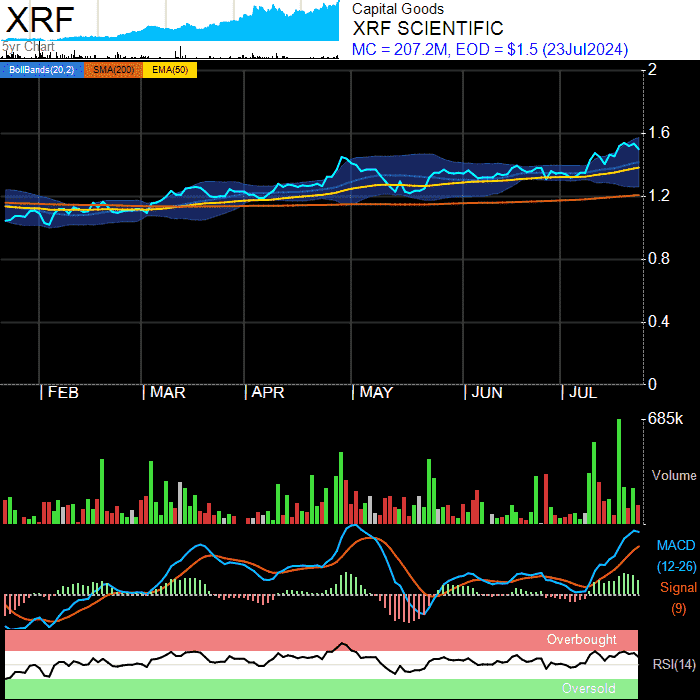 XRF
5yr Chart
Capital Goods
XRF SCIENTIFIC
MC = 207.2M, EOD = $1.5 (23Jul2024)
BollBands(20,2) SMA(200) EMA(50)
2
1.6
1.2
0.8
0.4
0
FEB MAR APR MAY JUN JUL
685k
Volume
MACD
(12-26)
Signal
(9)
Overbought
RSI(14)
Oversold